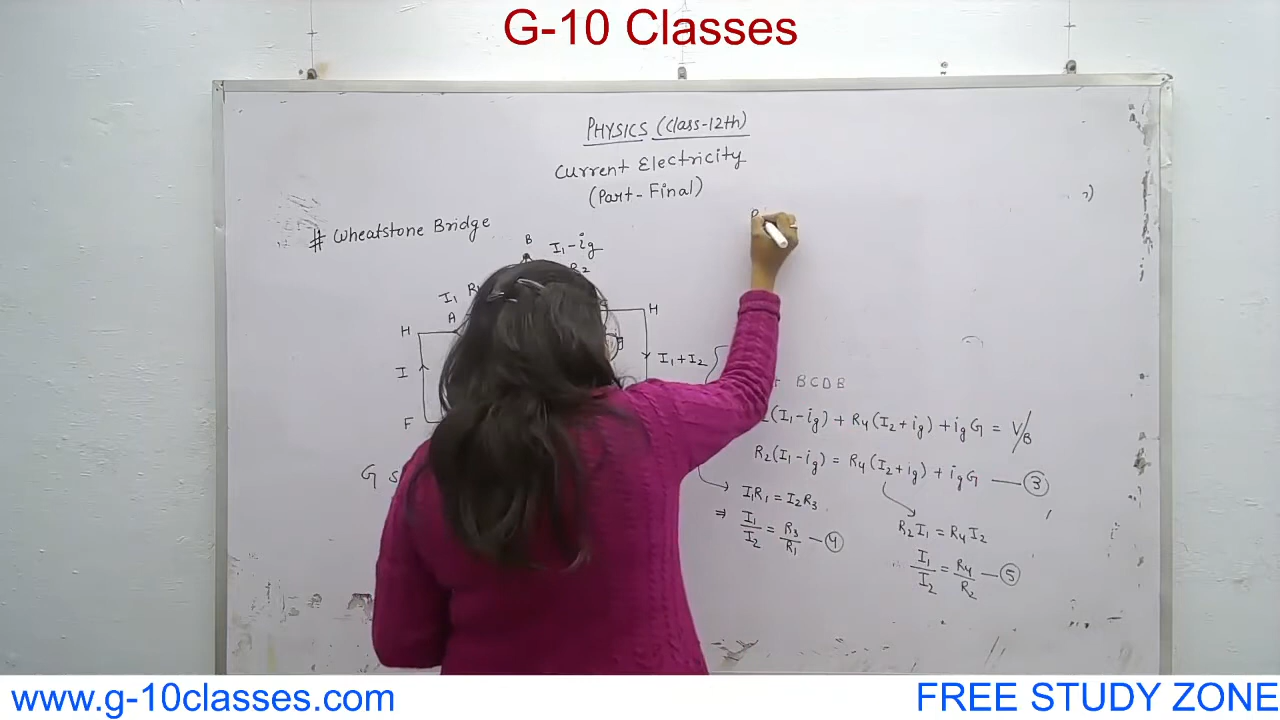 G-10 Classes
PHYSICS (Class-12th)
Current Electricity
(Part-Final)
# Wheatstone Bridge
B
I₁-ig
R₂
I₁
A
H
H
I
I₁+I₂
F
G
BCDB
(I₁-ig) + R₄(I₂+ig) + igG = V/B
R₂(I₁-ig) = R₄(I₂+ig) + igG — ③
I₁R₁ = I₂R₃
⇒ I₁/I₂ = R₃/R₁ — ④
R₂I₁ = R₄I₂
I₁/I₂ = R₄/R₂ — ⑤
www.g-10classes.com
FREE STUDY ZONE